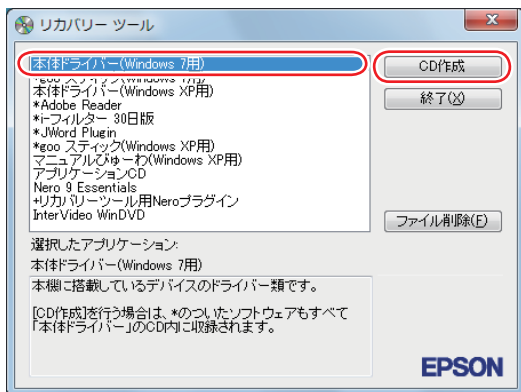 リカバリー ツール
本体ドライバー(Windows 7用)
*goo スティック(Windows 7用)
本体ドライバー(Windows XP用)
*Adobe Reader
*i-フィルター 30日版
*JWord Plugin
*goo スティック(Windows XP用)
マニュアルびゅーわ(Windows XP用)
アプリケーションCD
Nero 9 Essentials
+リカバリーツール用Neroプラグイン
InterVideo WinDVD
CD作成
終了(X)
ファイル削除(F)
選択したアプリケーション:
本体ドライバー(Windows 7用)
本機に搭載しているデバイスのドライバー類です。
[CD作成]を行う場合は、*のついたソフトウェアもすべて
「本体ドライバー」のCD内に収録されます。
EPSON